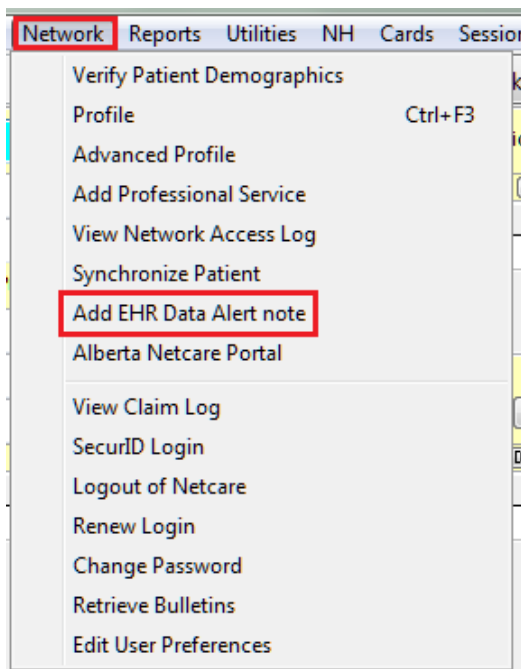 Network Reports Utilities NH Cards Session
Verify Patient Demographics
Profile Ctrl+F3
Advanced Profile
Add Professional Service
View Network Access Log
Synchronize Patient
Add EHR Data Alert note
Alberta Netcare Portal
View Claim Log
SecurID Login
Logout of Netcare
Renew Login
Change Password
Retrieve Bulletins
Edit User Preferences